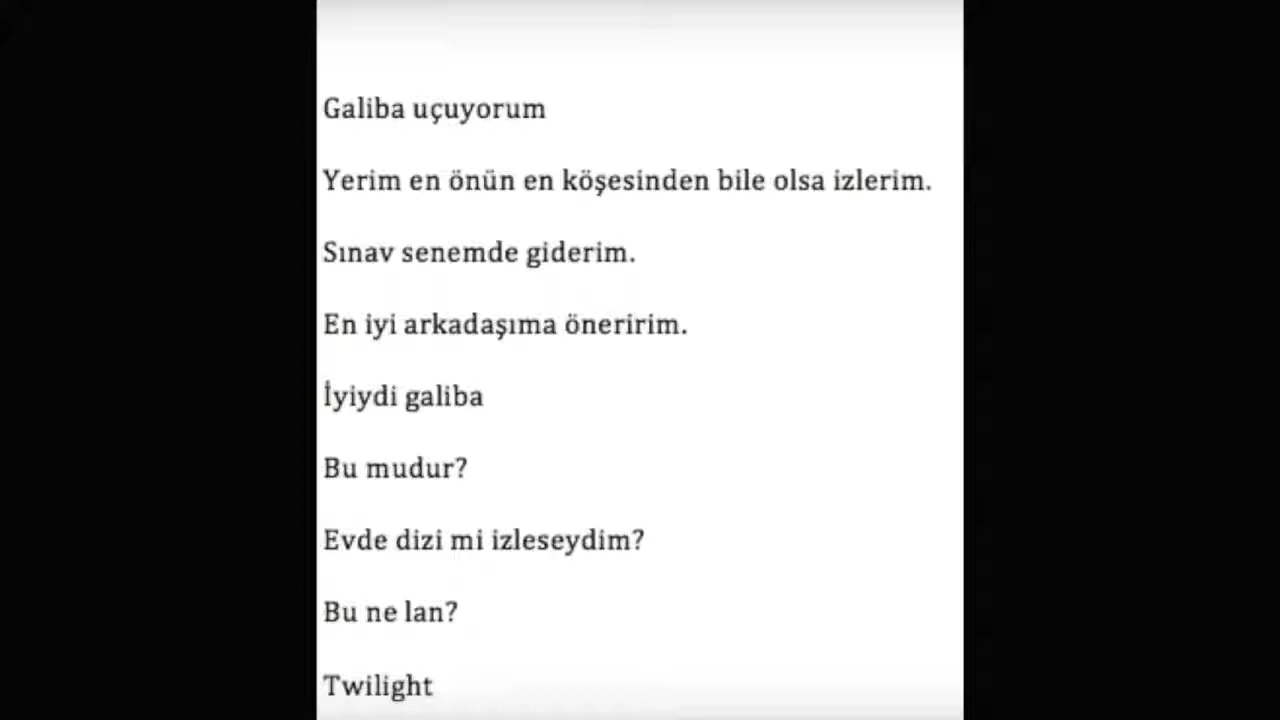 Galiba uçuyorum
Yerim en önün en köşesinden bile olsa izlerim.
Sınav senemde giderim.
En iyi arkadaşıma öneririm.
İyiydi galiba
Bu mudur?
Evde dizi mi izleseydim?
Bu ne lan?
Twilight